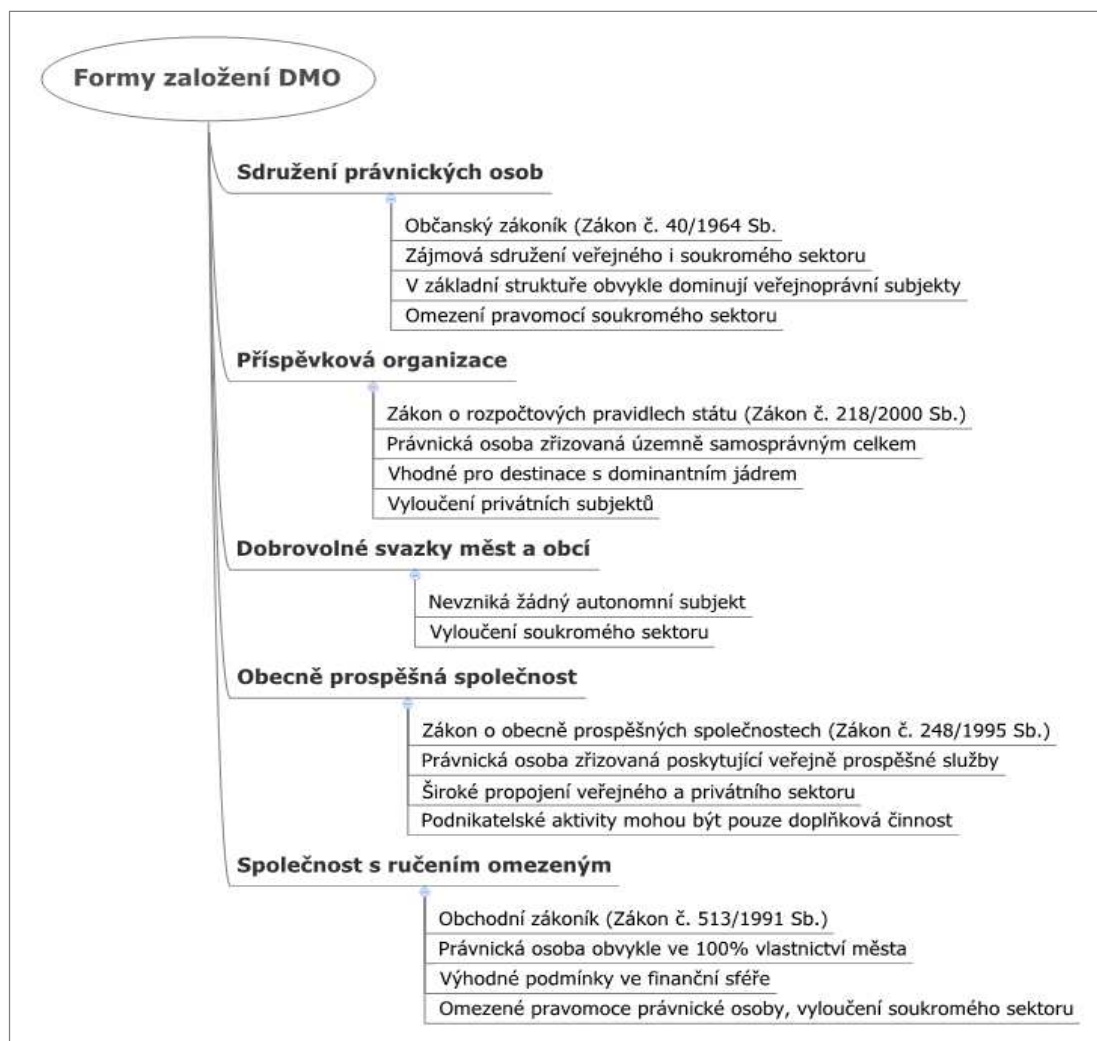 Formy založení DMO
Sdružení právnických osob
Občanský zákoník (Zákon č. 40/1964 Sb.
Zájmová sdružení veřejného i soukromého sektoru
V základní struktuře obvykle dominují veřejnoprávní subjekty
Omezení pravomocí soukromého sektoru
Příspěvková organizace
Zákon o rozpočtových pravidlech státu (Zákon č. 218/2000 Sb.)
Právnická osoba zřizovaná územně samosprávným celkem
Vhodné pro destinace s dominantním jádrem
Vyloučení privátních subjektů
Dobrovolné svazky měst a obcí
Nevzniká žádný autonomní subjekt
Vyloučení soukromého sektoru
Obecně prospěšná společnost
Zákon o obecně prospěšných společnostech (Zákon č. 248/1995 Sb.)
Právnická osoba zřizovaná poskytující veřejně prospěšné služby
Široké propojení veřejného a privátního sektoru
Podnikatelské aktivity mohou být pouze doplňková činnost
Společnost s ručením omezeným
Obchodní zákoník (Zákon č. 513/1991 Sb.)
Právnická osoba obvykle ve 100% vlastnictví města
Výhodné podmínky ve finanční sféře
Omezené pravomoce právnické osoby, vyloučení soukromého sektoru